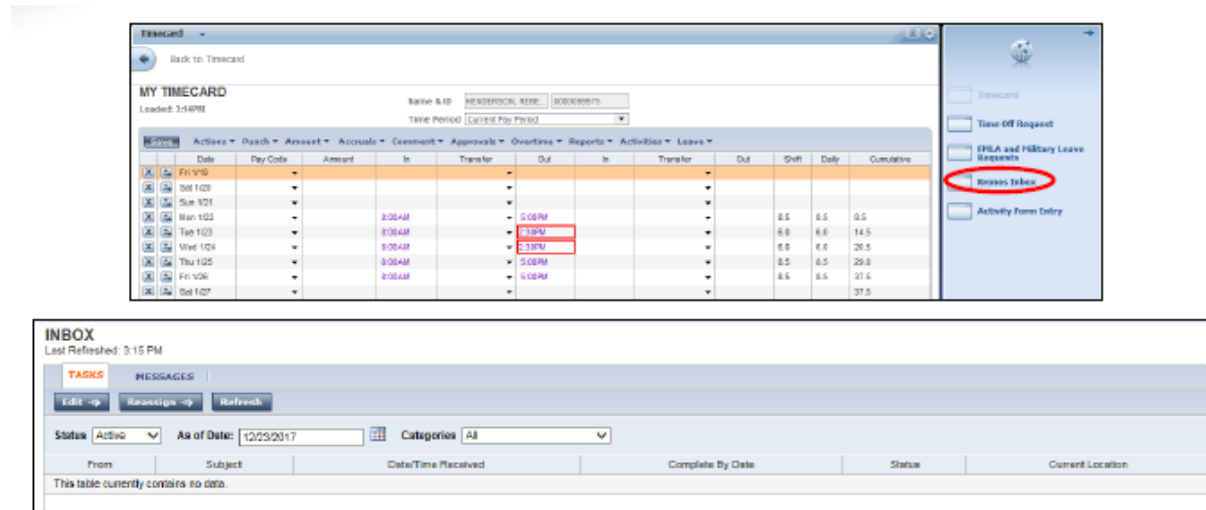 Timecard
Back to Timecard
MY TIMECARD
Loaded: 3:14PM
Name & ID HENDERSON, REBE...
Time Period Current Pay Period
Save Actions Punch Amount Accruals Comment Approvals Overtime Reports Activities Leave
Date Pay Code Amount In Transfer Out In Transfer Out Shift Daily Cumulative
Fri 1/19
Sat 1/20
Sun 1/21
Mon 1/22 8:00AM 5:00PM 8.5 8.5 8.5
Tue 1/23 8:00AM 2:30PM 6.0 6.0 14.5
Wed 1/24 8:00AM 2:30PM 6.0 6.0 20.5
Thu 1/25 8:00AM 5:00PM 8.5 8.5 29.0
Fri 1/26 8:00AM 5:00PM 8.5 8.5 37.5
Sat 1/27 37.5
Timecard
Time Off Request
FMLA and Military Leave
Requests
Kronos Inbox
Activity Form Entry
INBOX
Last Refreshed: 3:15 PM
TASKS MESSAGES
Edit Reassign Refresh
Status Active As of Date: 12/23/2017 Categories All
From Subject Date/Time Received Complete By Date Status Current Location
This table currently contains no data.